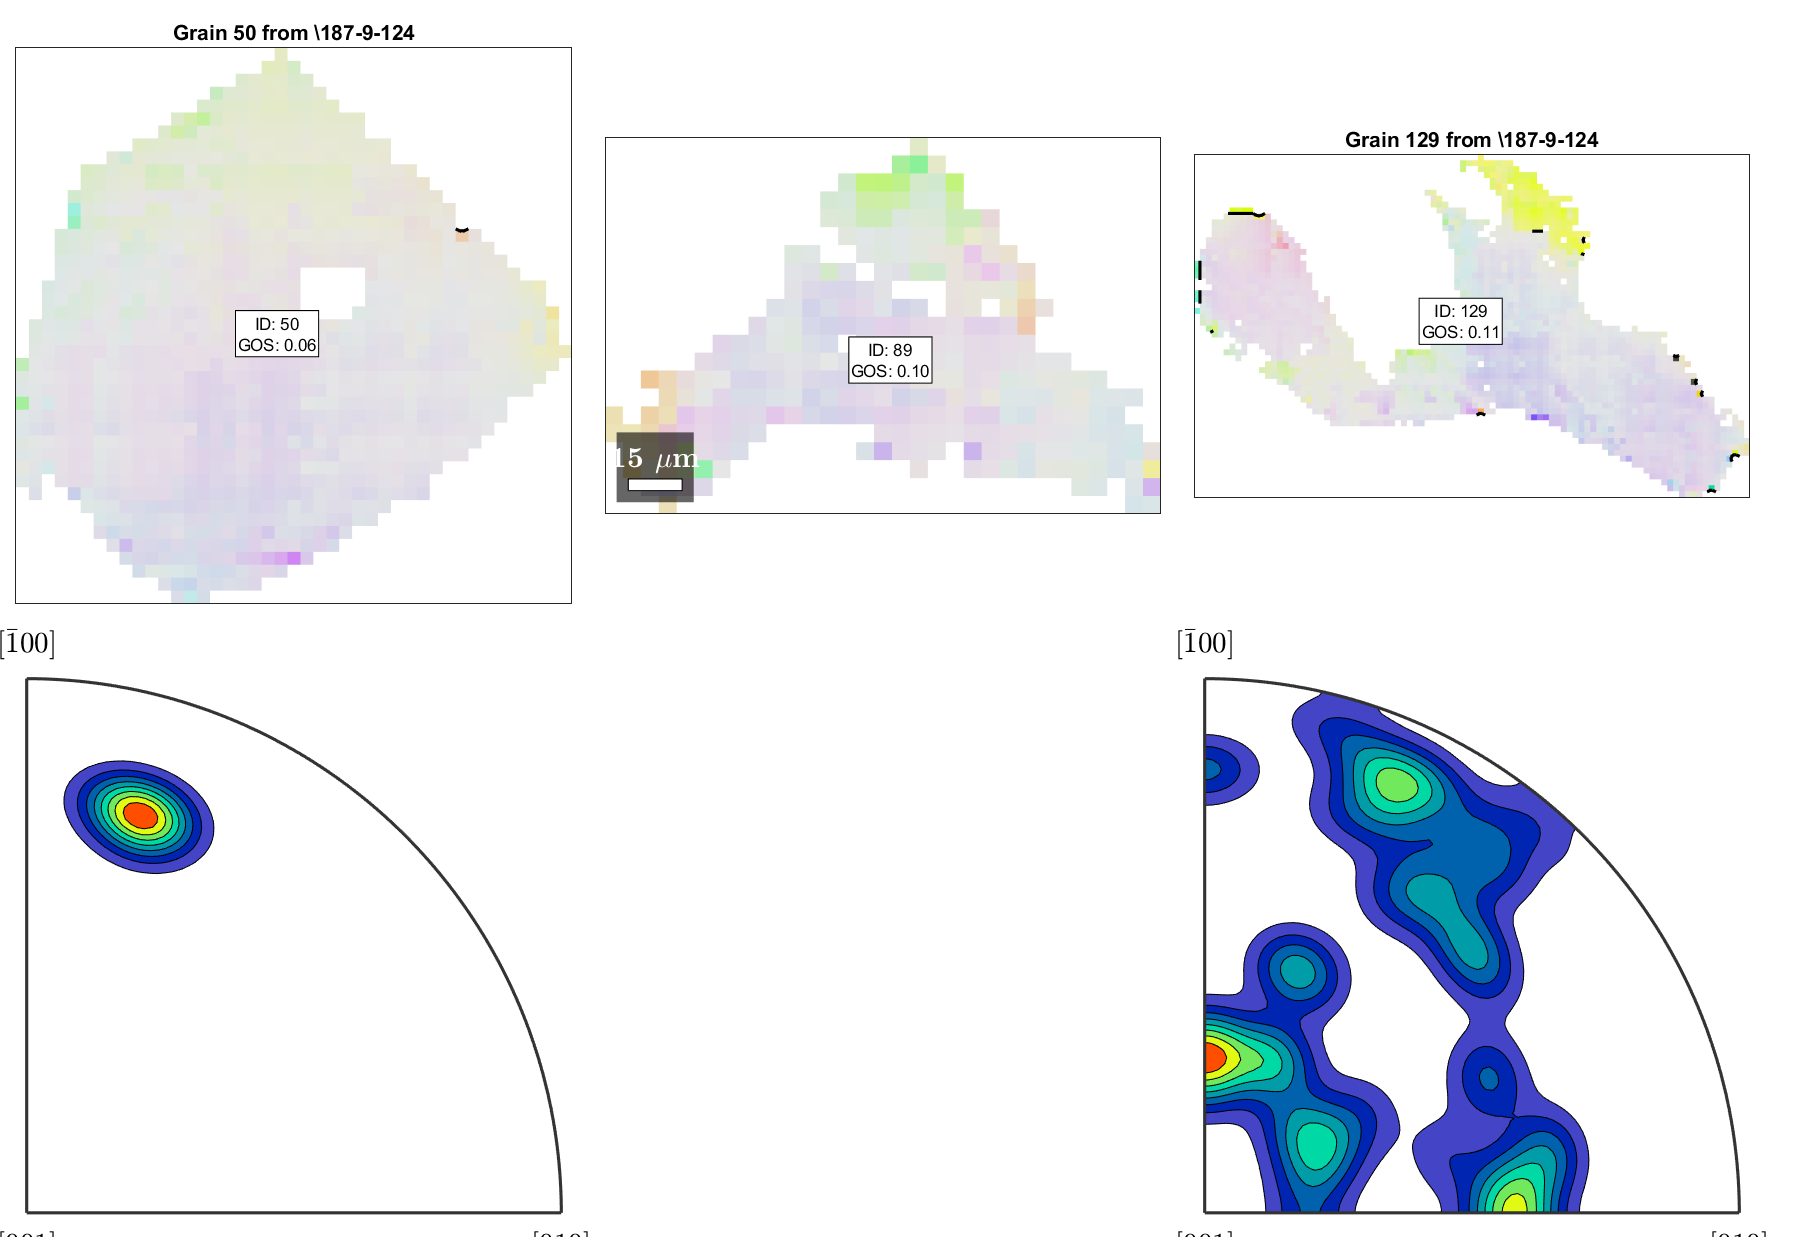 Grain 50 from \187-9-124
Grain 129 from \187-9-124
ID: 50
GOS: 0.06
ID: 89
GOS: 0.10
ID: 129
GOS: 0.11
15 μm
[1̄00]
[1̄00]